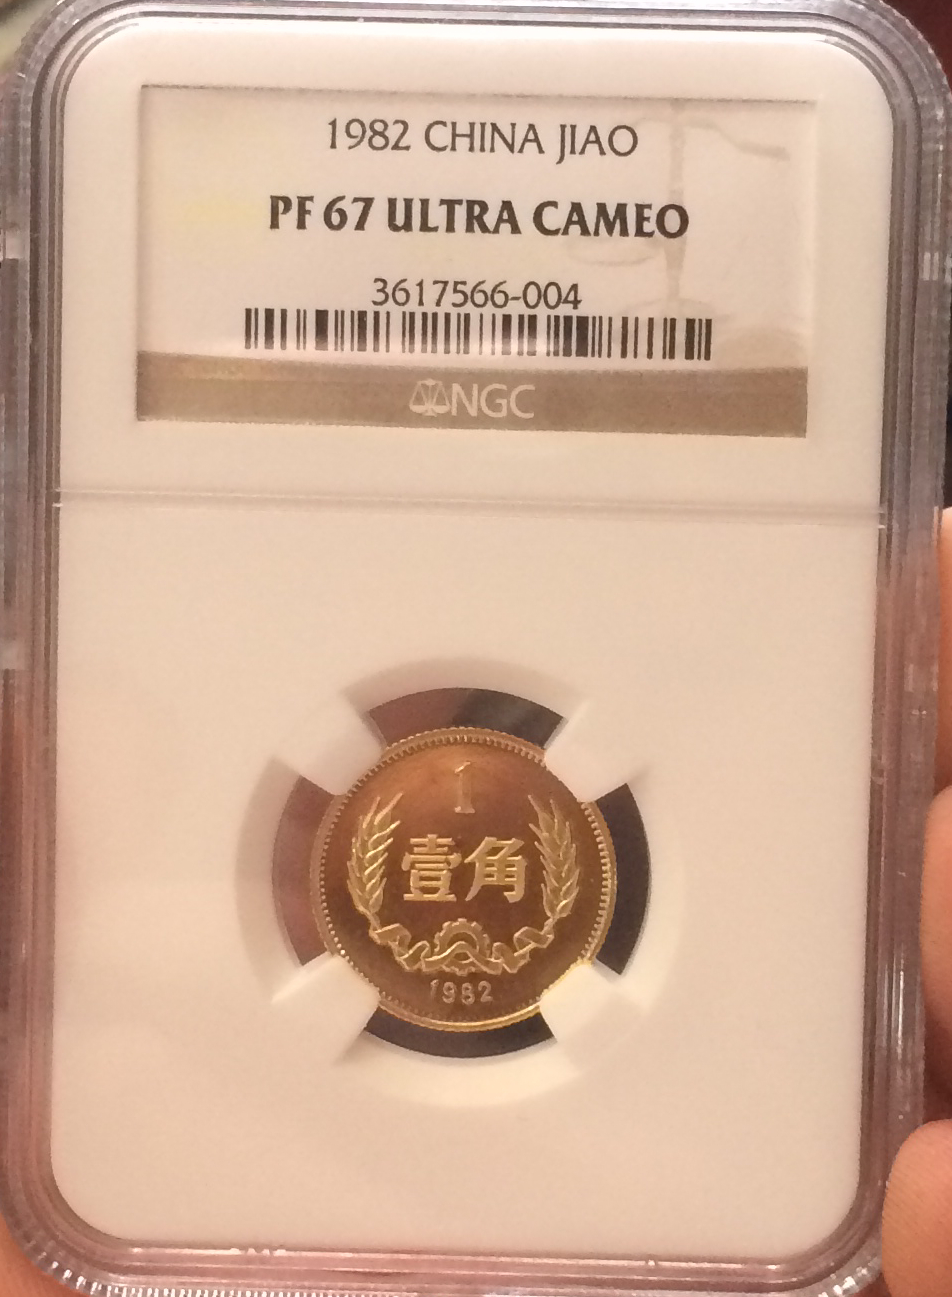 1982 CHINA JIAO
PF 67 ULTRA CAMEO
3617566-004
NGC
1
壹角
1982